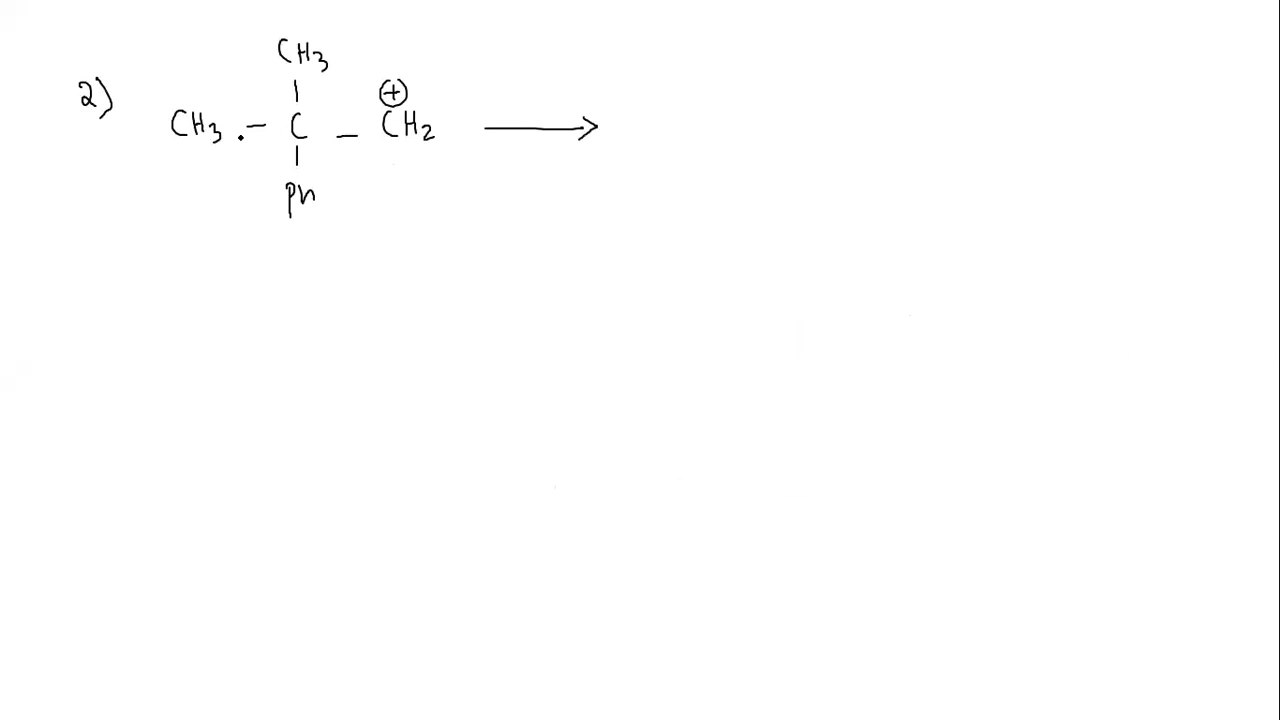 CH3
2) CH3 - C - CH2 ⊕ ⟶
Ph